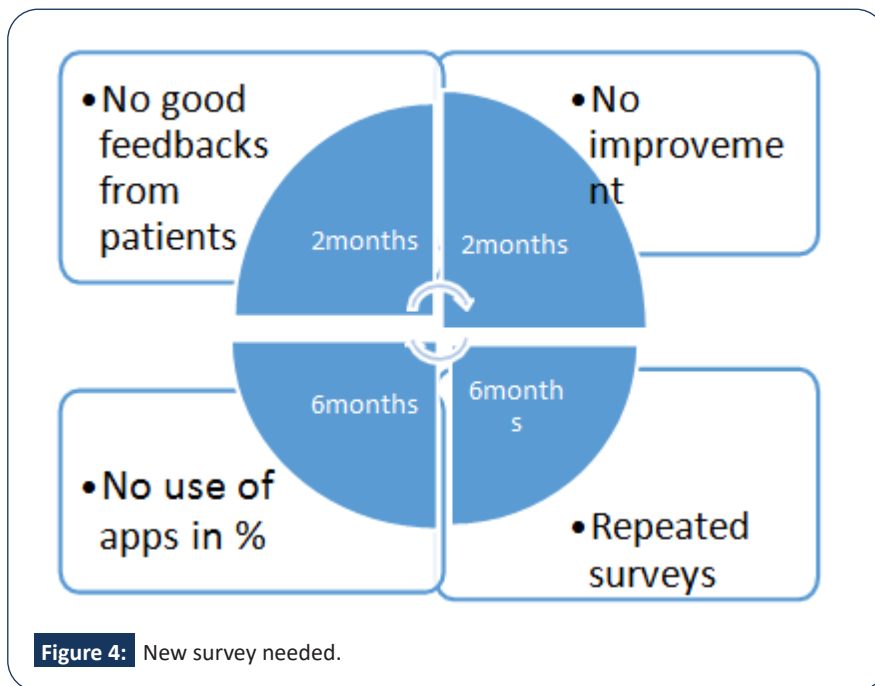 •No good
feedbacks
from
patients
2months
•No
improveme
nt
2months
6months
•No use of
apps in %
6month
s
•Repeated
surveys
Figure 4: New survey needed.